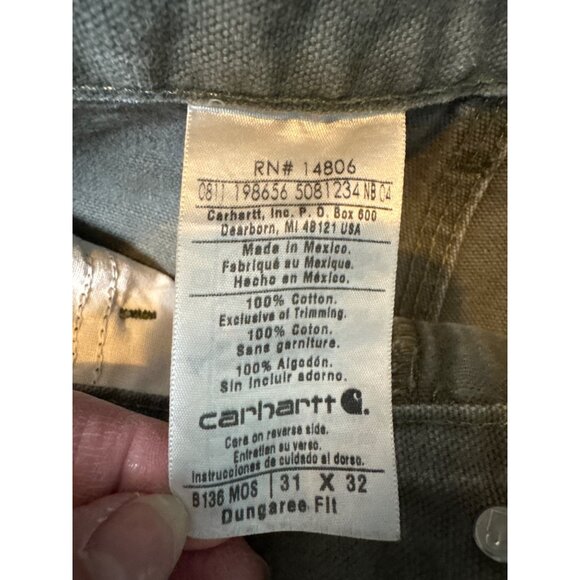 RN# 14806
0811 198656 5081234 NB 04
Carhartt, Inc. P. O. Box 600
Dearborn, MI 48121 USA
Made in Mexico.
Fabriqué au Mexique.
Hecho en México.
100% Cotton.
Exclusive of Trimming.
100% Coton.
Sans garniture.
100% Algodón.
Sin incluir adorno.
carhartt
Care on reverse side.
Entretien au verso.
Instrucciones de cuidado al dorso.
B136 MOS | 31 X 32
Dungaree Fit